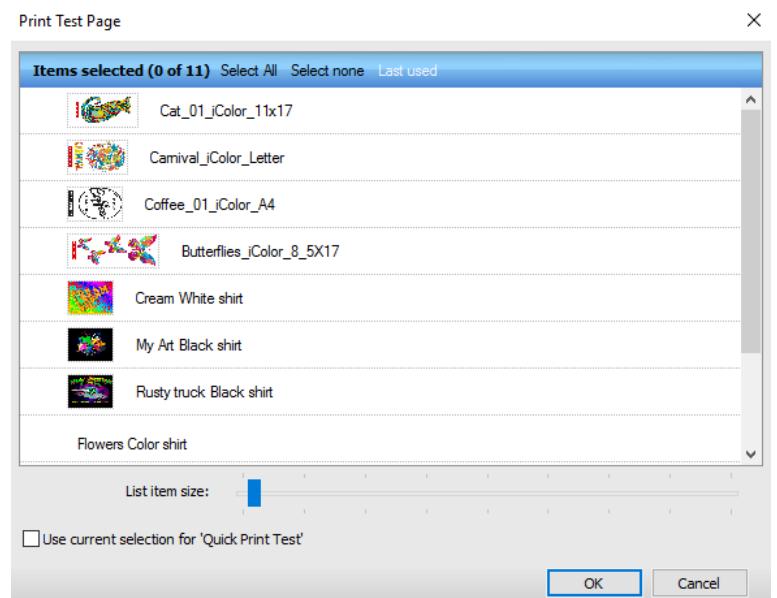 Print Test Page
Items selected (0 of 11) Select All Select none Last used
Cat_01_iColor_11x17
Carnival_iColor_Letter
Coffee_01_iColor_A4
Butterflies_iColor_8_5X17
Cream White shirt
My Art Black shirt
Rusty truck Black shirt
Flowers Color shirt
List item size:
Use current selection for 'Quick Print Test'
OK Cancel